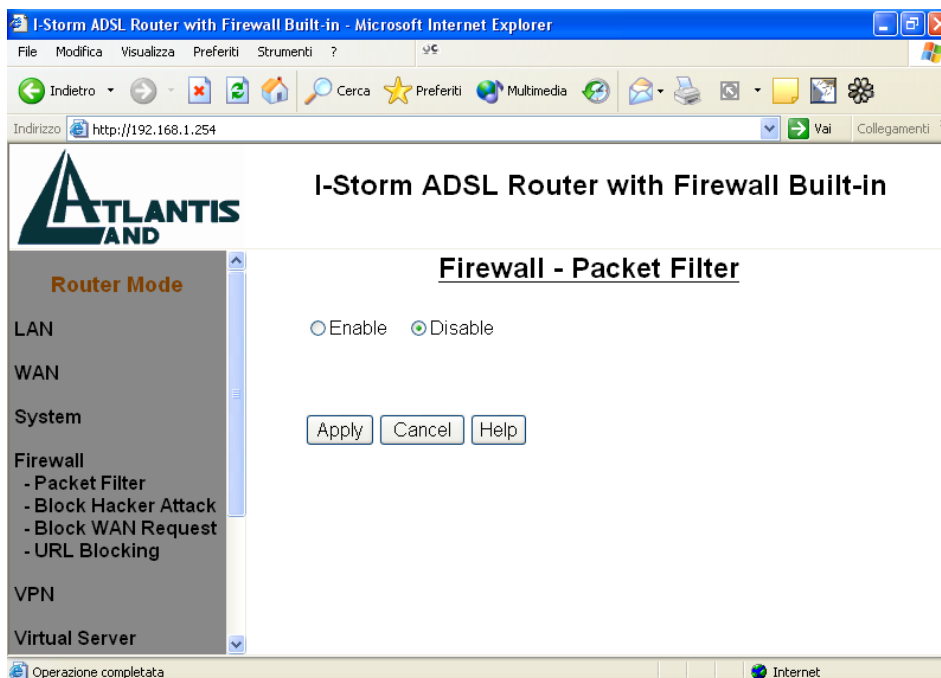 I-Storm ADSL Router with Firewall Built-in - Microsoft Internet Explorer
File Modifica Visualizza Preferiti Strumenti ?
Indietro Cerca Preferiti Multimedia
Indirizzo http://192.168.1.254 Vai Collegamenti
ATLANTIS
LAND
I-Storm ADSL Router with Firewall Built-in
Router Mode
LAN
WAN
System
Firewall
- Packet Filter
- Block Hacker Attack
- Block WAN Request
- URL Blocking
VPN
Virtual Server
Firewall - Packet Filter
Enable Disable
Apply Cancel Help
Operazione completata Internet